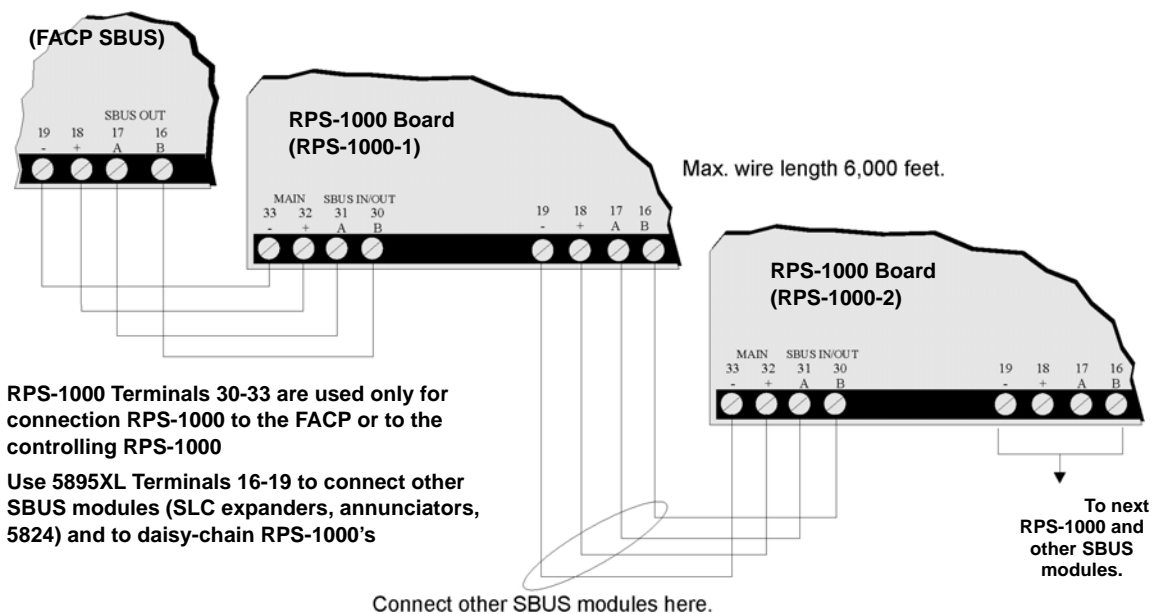 (FACP SBUS)
SBUS OUT
19 18 17 16
- + A B
RPS-1000 Board
(RPS-1000-1)
MAIN SBUS IN/OUT
33 32 31 30
- + A B
19 18 17 16
- + A B
Max. wire length 6,000 feet.
RPS-1000 Board
(RPS-1000-2)
MAIN SBUS IN/OUT
33 32 31 30
- + A B
19 18 17 16
- + A B
RPS-1000 Terminals 30-33 are used only for
connection RPS-1000 to the FACP or to the
controlling RPS-1000
Use 5895XL Terminals 16-19 to connect other
SBUS modules (SLC expanders, annunciators,
5824) and to daisy-chain RPS-1000's
To next
RPS-1000 and
other SBUS
modules.
Connect other SBUS modules here.